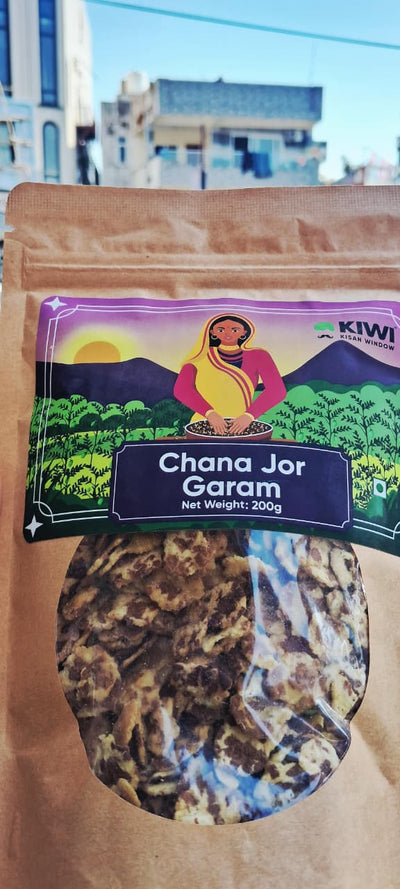 KIWI
KISAN WINDOW
Chana Jor
Garam
Net Weight: 200g